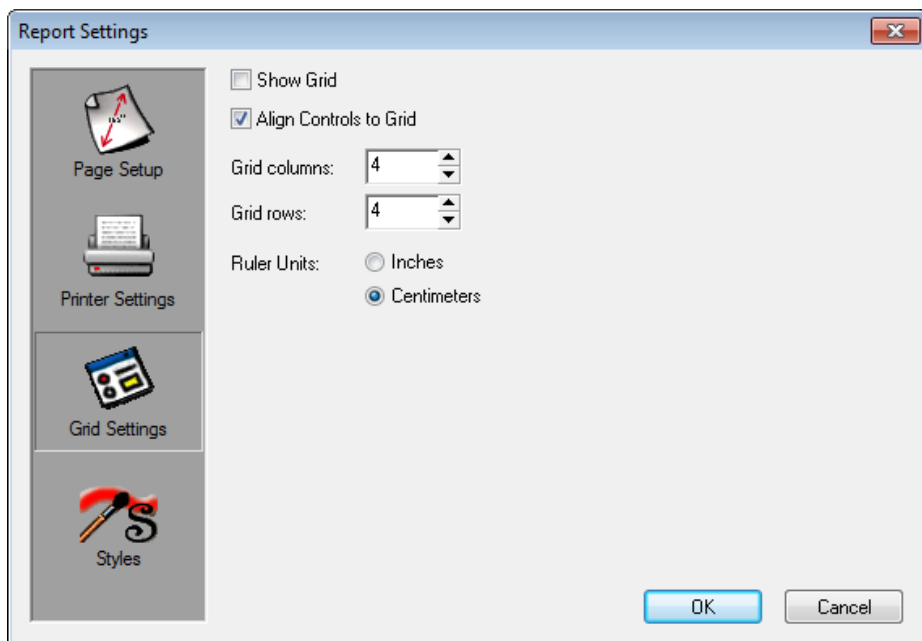 Report Settings
Page Setup
Printer Settings
Grid Settings
Styles
Show Grid
Align Controls to Grid
Grid columns: 4
Grid rows: 4
Ruler Units: Inches
Centimeters
OK Cancel